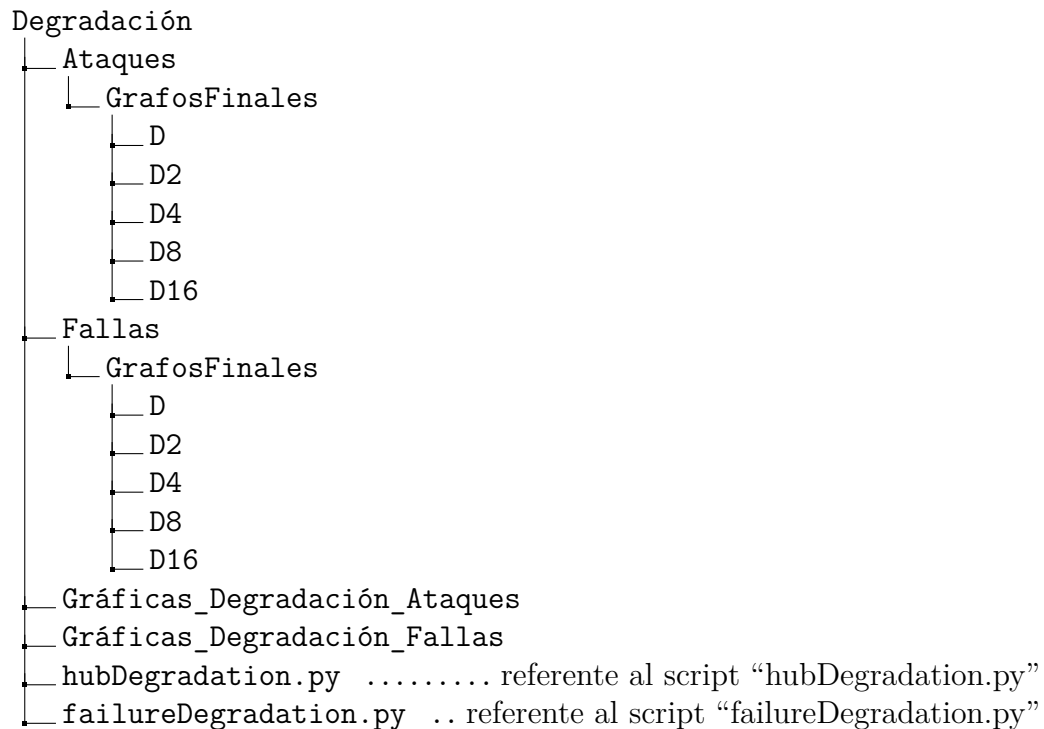 Degradación
Ataques
GrafosFinales
D
D2
D4
D8
D16
Fallas
GrafosFinales
D
D2
D4
D8
D16
Gráficas_Degradación_Ataques
Gráficas_Degradación_Fallas
hubDegradation.py ......... referente al script “hubDegradation.py”
failureDegradation.py .. referente al script “failureDegradation.py”